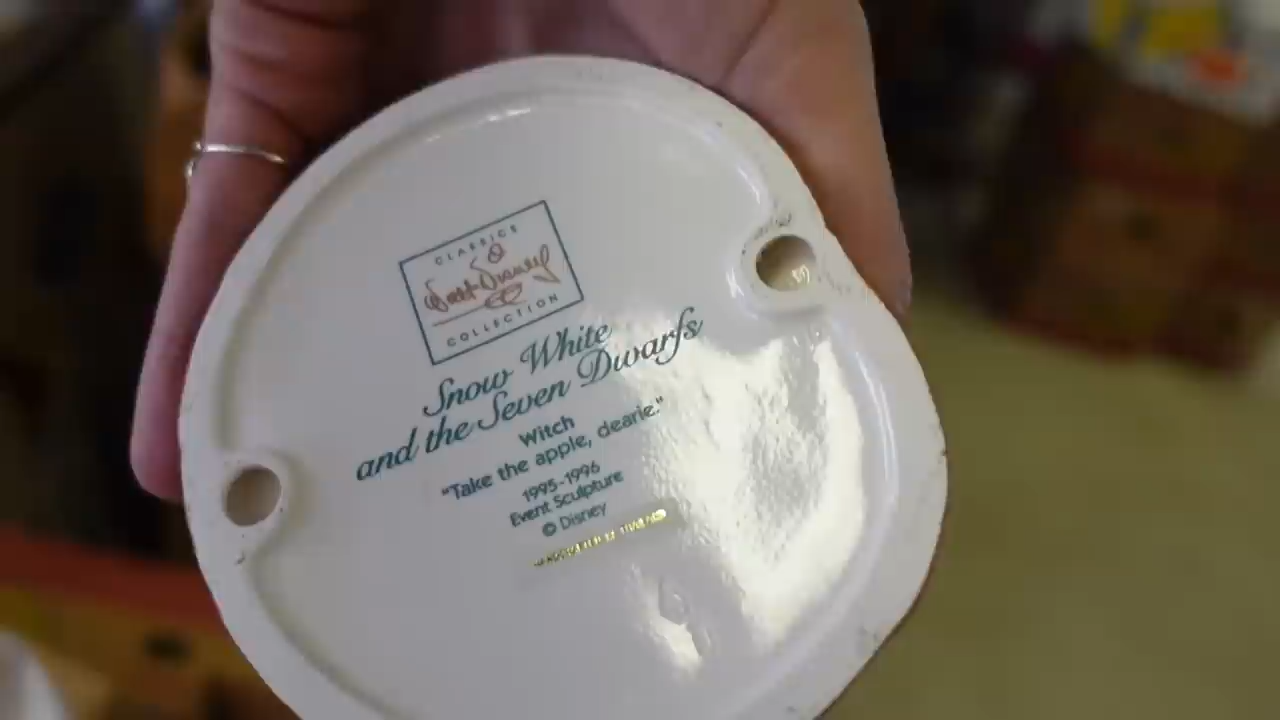 CLASSICS
Walt Disney
COLLECTION
Snow White
and the Seven Dwarfs
Witch
"Take the apple, dearie."
1995-1996
Event Sculpture
© Disney